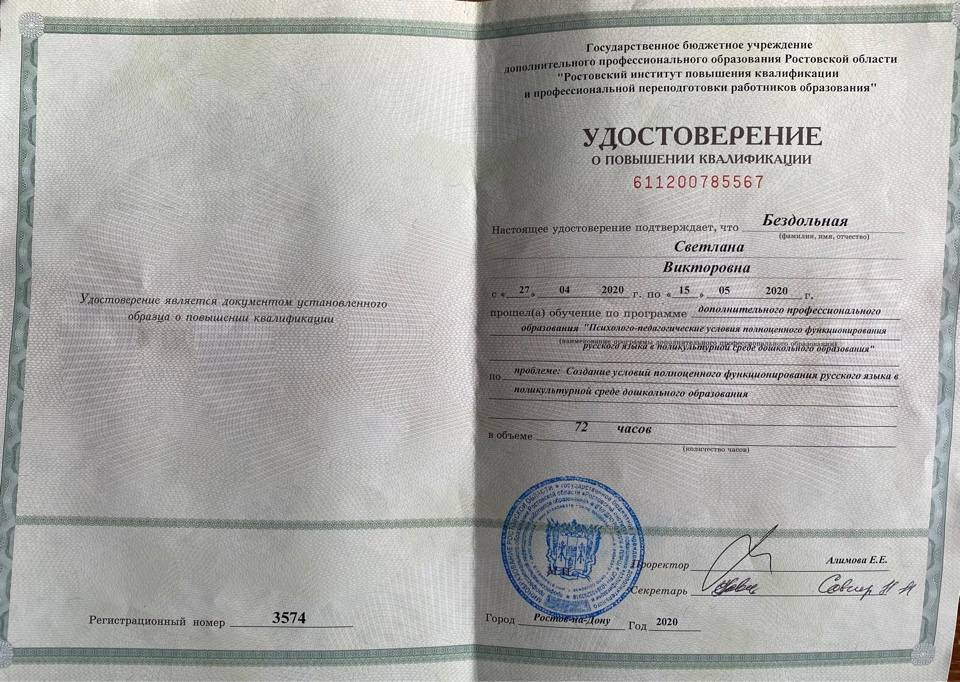 Удостоверение является документом установленного
образца о повышении квалификации
Регистрационный номер 3574
Государственное бюджетное учреждение
дополнительного профессионального образования Ростовской области
"Ростовский институт повышения квалификации
и профессиональной переподготовки работников образования"
УДОСТОВЕРЕНИЕ
О ПОВЫШЕНИИ КВАЛИФИКАЦИИ
611200785567
Настоящее удостоверение подтверждает, что Бездольная
(фамилия, имя, отчество)
Светлана
Викторовна
с « 27 » 04 2020 г. по « 15 » 05 2020 г.
прошел(а) обучение по программе дополнительного профессионального
образования "Психолого-педагогические условия полноценного функционирования
(наименование программы дополнительного профессионального образования)
русского языка в поликультурной среде дошкольного образования"
по проблеме: Создание условий полноценного функционирования русского языка в
поликультурной среде дошкольного образования
в объеме 72 часов
(количество часов)
М.П.
Проректор Алимова Е.Е.
Секретарь
Город Ростов-на-Дону Год 2020